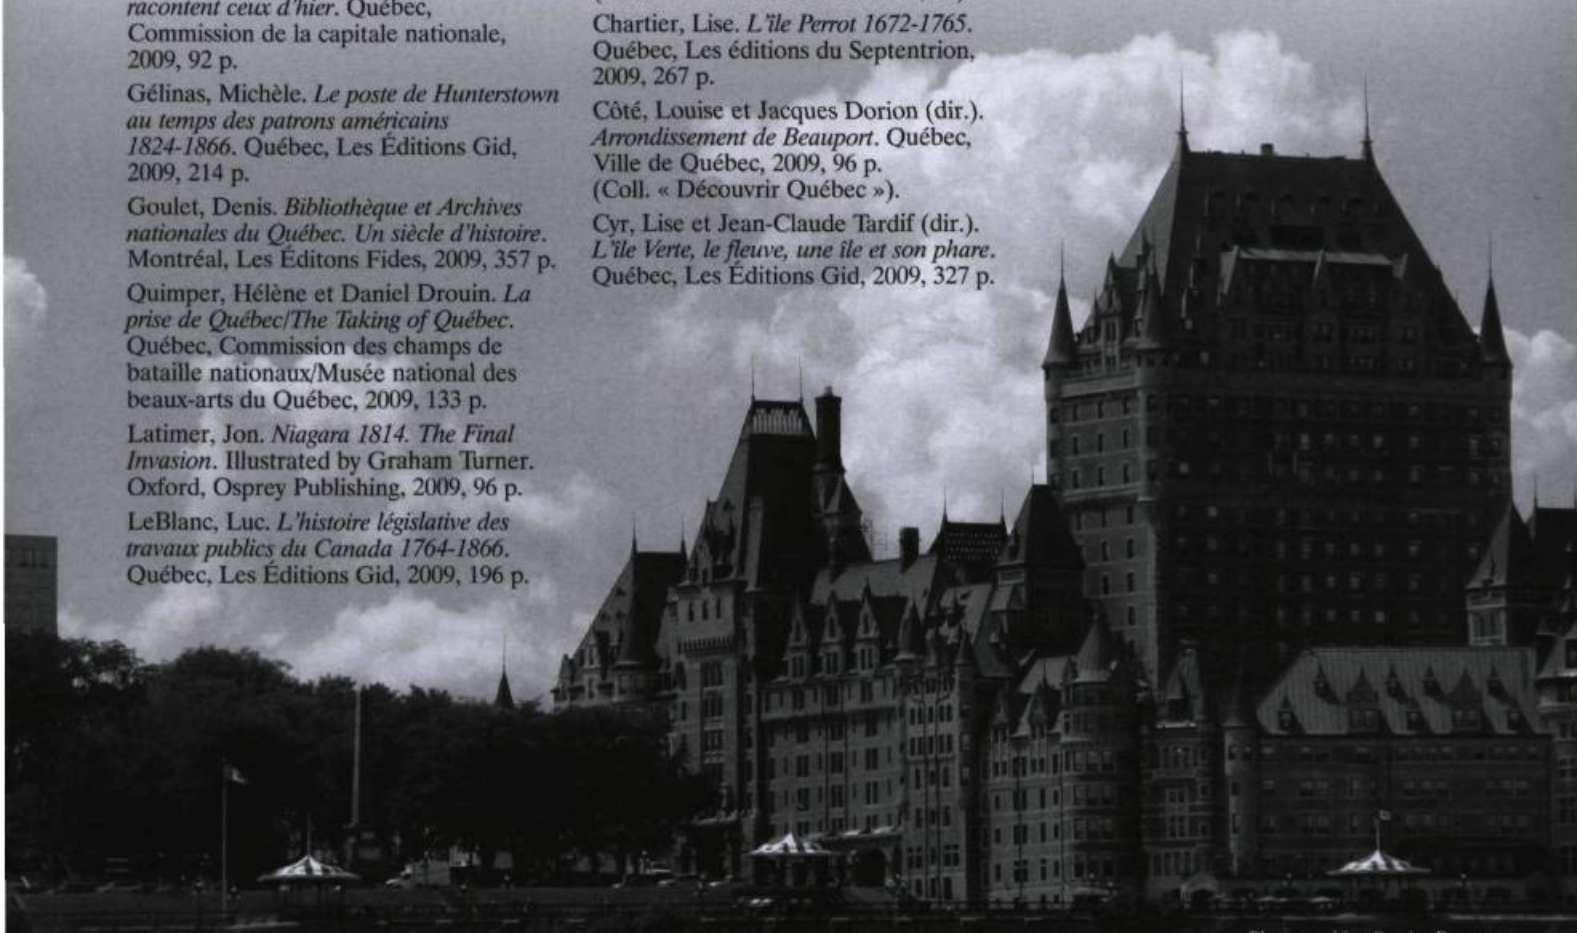 racontent ceux d'hier. Québec,
Commission de la capitale nationale,
2009, 92 p.
Gélinas, Michèle. Le poste de Hunterstown
au temps des patrons américains
1824-1866. Québec, Les Éditions Gid,
2009, 214 p.
Goulet, Denis. Bibliothèque et Archives
nationales du Québec. Un siècle d'histoire.
Montréal, Les Éditons Fides, 2009, 357 p.
Quimper, Hélène et Daniel Drouin. La
prise de Québec/The Taking of Québec.
Québec, Commission des champs de
bataille nationaux/Musée national des
beaux-arts du Québec, 2009, 133 p.
Latimer, Jon. Niagara 1814. The Final
Invasion. Illustrated by Graham Turner.
Oxford, Osprey Publishing, 2009, 96 p.
LeBlanc, Luc. L'histoire législative des
travaux publics du Canada 1764-1866.
Québec, Les Éditions Gid, 2009, 196 p.
Chartier, Lise. L'île Perrot 1672-1765.
Québec, Les éditions du Septentrion,
2009, 267 p.
Côté, Louise et Jacques Dorion (dir.).
Arrondissement de Beauport. Québec,
Ville de Québec, 2009, 96 p.
(Coll. « Découvrir Québec »).
Cyr, Lise et Jean-Claude Tardif (dir.).
L'île Verte, le fleuve, une île et son phare.
Québec, Les Éditions Gid, 2009, 327 p.